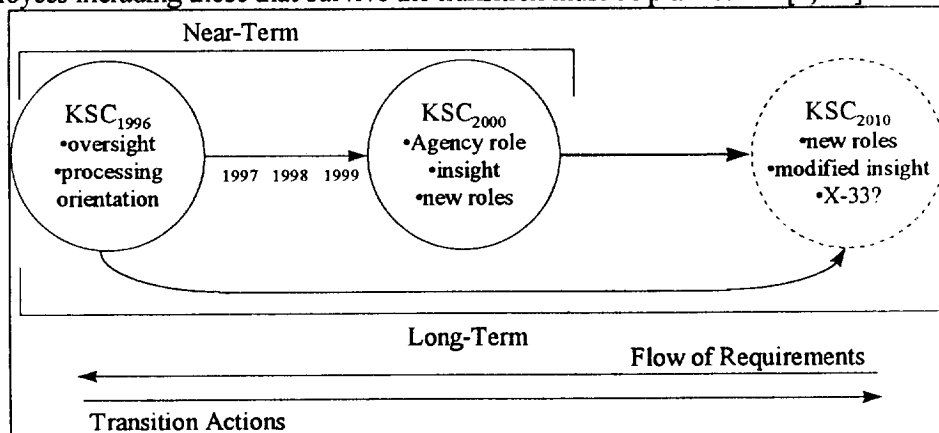 Near-Term
KSC1996
•oversight
•processing
orientation
1997 1998 1999
KSC2000
•Agency role
•insight
•new roles
KSC2010
•new roles
•modified insight
•X-33?
Long-Term
Flow of Requirements
Transition Actions